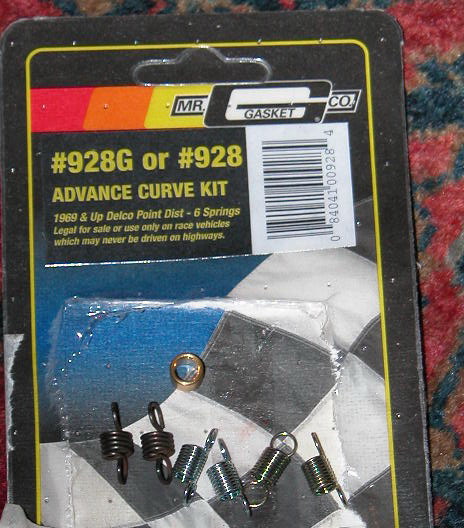 MR. GASKET CO.
#928G or #928
ADVANCE CURVE KIT
1969 & Up Delco Point Dist - 6 Springs
Legal for sale or use only on race vehicles
which may never be driven on highways.
0 84041 00928 4